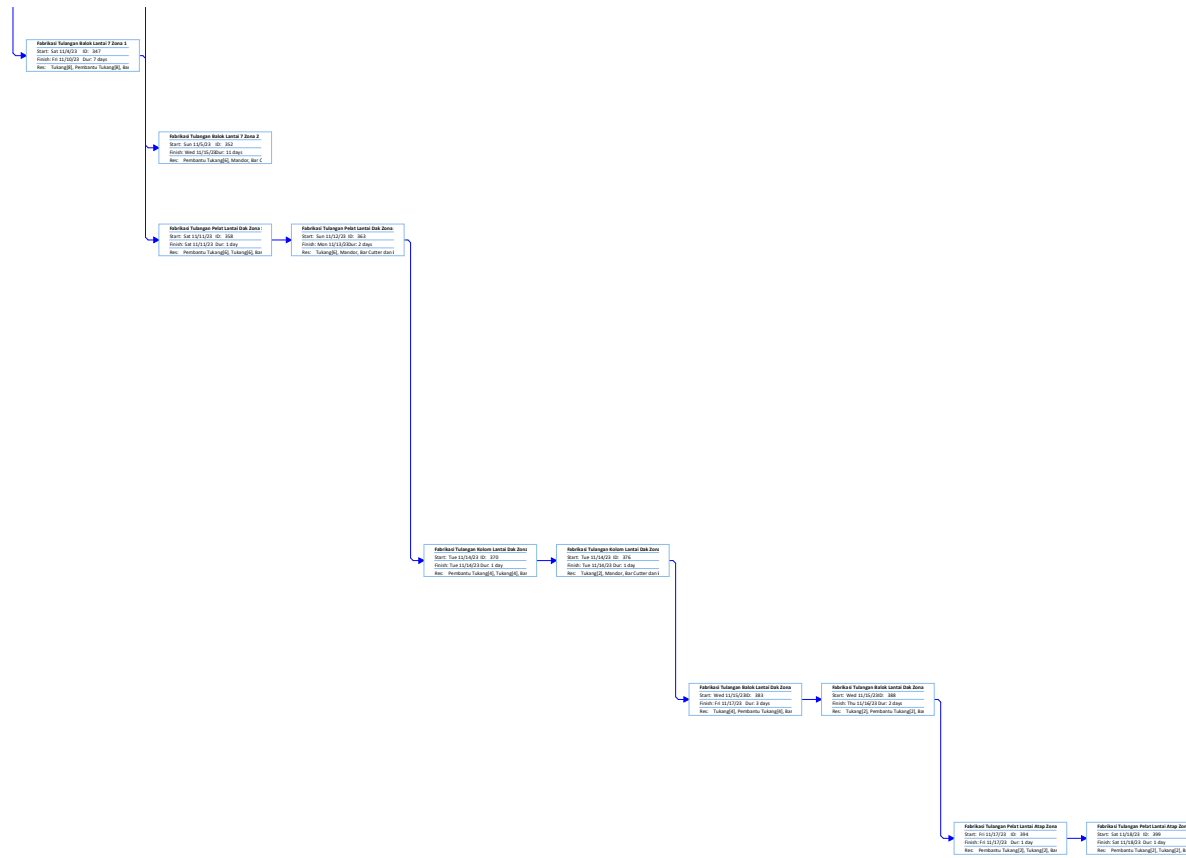 Fabrikasi Tulangan Balok Lantai 7 Zona 1
Start: Sat 11/4/23 ID: 347
Finish: Fri 11/10/23 Dur: 7 days
Res: Tukang[8], Pembantu Tukang[8], Bar
Fabrikasi Tulangan Balok Lantai 7 Zona 2
Start: Sun 11/5/23 ID: 352
Finish: Wed 11/15/23Dur: 11 days
Res: Pembantu Tukang[6], Mandor, Bar C
Fabrikasi Tulangan Pelat Lantai Dak Zona
Start: Sat 11/11/23 ID: 358
Finish: Sat 11/11/23 Dur: 1 day
Res: Pembantu Tukang[6], Tukang[6], Bar
Fabrikasi Tulangan Pelat Lantai Dak Zona
Start: Sun 11/12/23 ID: 363
Finish: Mon 11/13/23Dur: 2 days
Res: Tukang[6], Mandor, Bar Cutter dan
Fabrikasi Tulangan Kolom Lantai Dak Zona
Start: Tue 11/14/23 ID: 370
Finish: Tue 11/14/23 Dur: 1 day
Res: Pembantu Tukang[4], Tukang[4], Bar
Fabrikasi Tulangan Kolom Lantai Dak Zona
Start: Tue 11/14/23 ID: 376
Finish: Tue 11/14/23 Dur: 1 day
Res: Tukang[2], Mandor, Bar Cutter dan
Fabrikasi Tulangan Balok Lantai Dak Zona
Start: Wed 11/15/23ID: 383
Finish: Fri 11/17/23 Dur: 3 days
Res: Tukang[4], Pembantu Tukang[4], Bar
Fabrikasi Tulangan Balok Lantai Dak Zona
Start: Wed 11/15/23ID: 388
Finish: Thu 11/16/23 Dur: 2 days
Res: Tukang[2], Pembantu Tukang[2], Bar
Fabrikasi Tulangan Pelat Lantai Atap Zona
Start: Fri 11/17/23 ID: 394
Finish: Fri 11/17/23 Dur: 1 day
Res: Pembantu Tukang[2], Tukang[2], Bar
Fabrikasi Tulangan Pelat Lantai Atap Zon
Start: Sat 11/18/23 ID: 399
Finish: Sat 11/18/23 Dur: 1 day
Res: Pembantu Tukang[2], Tukang[2], B